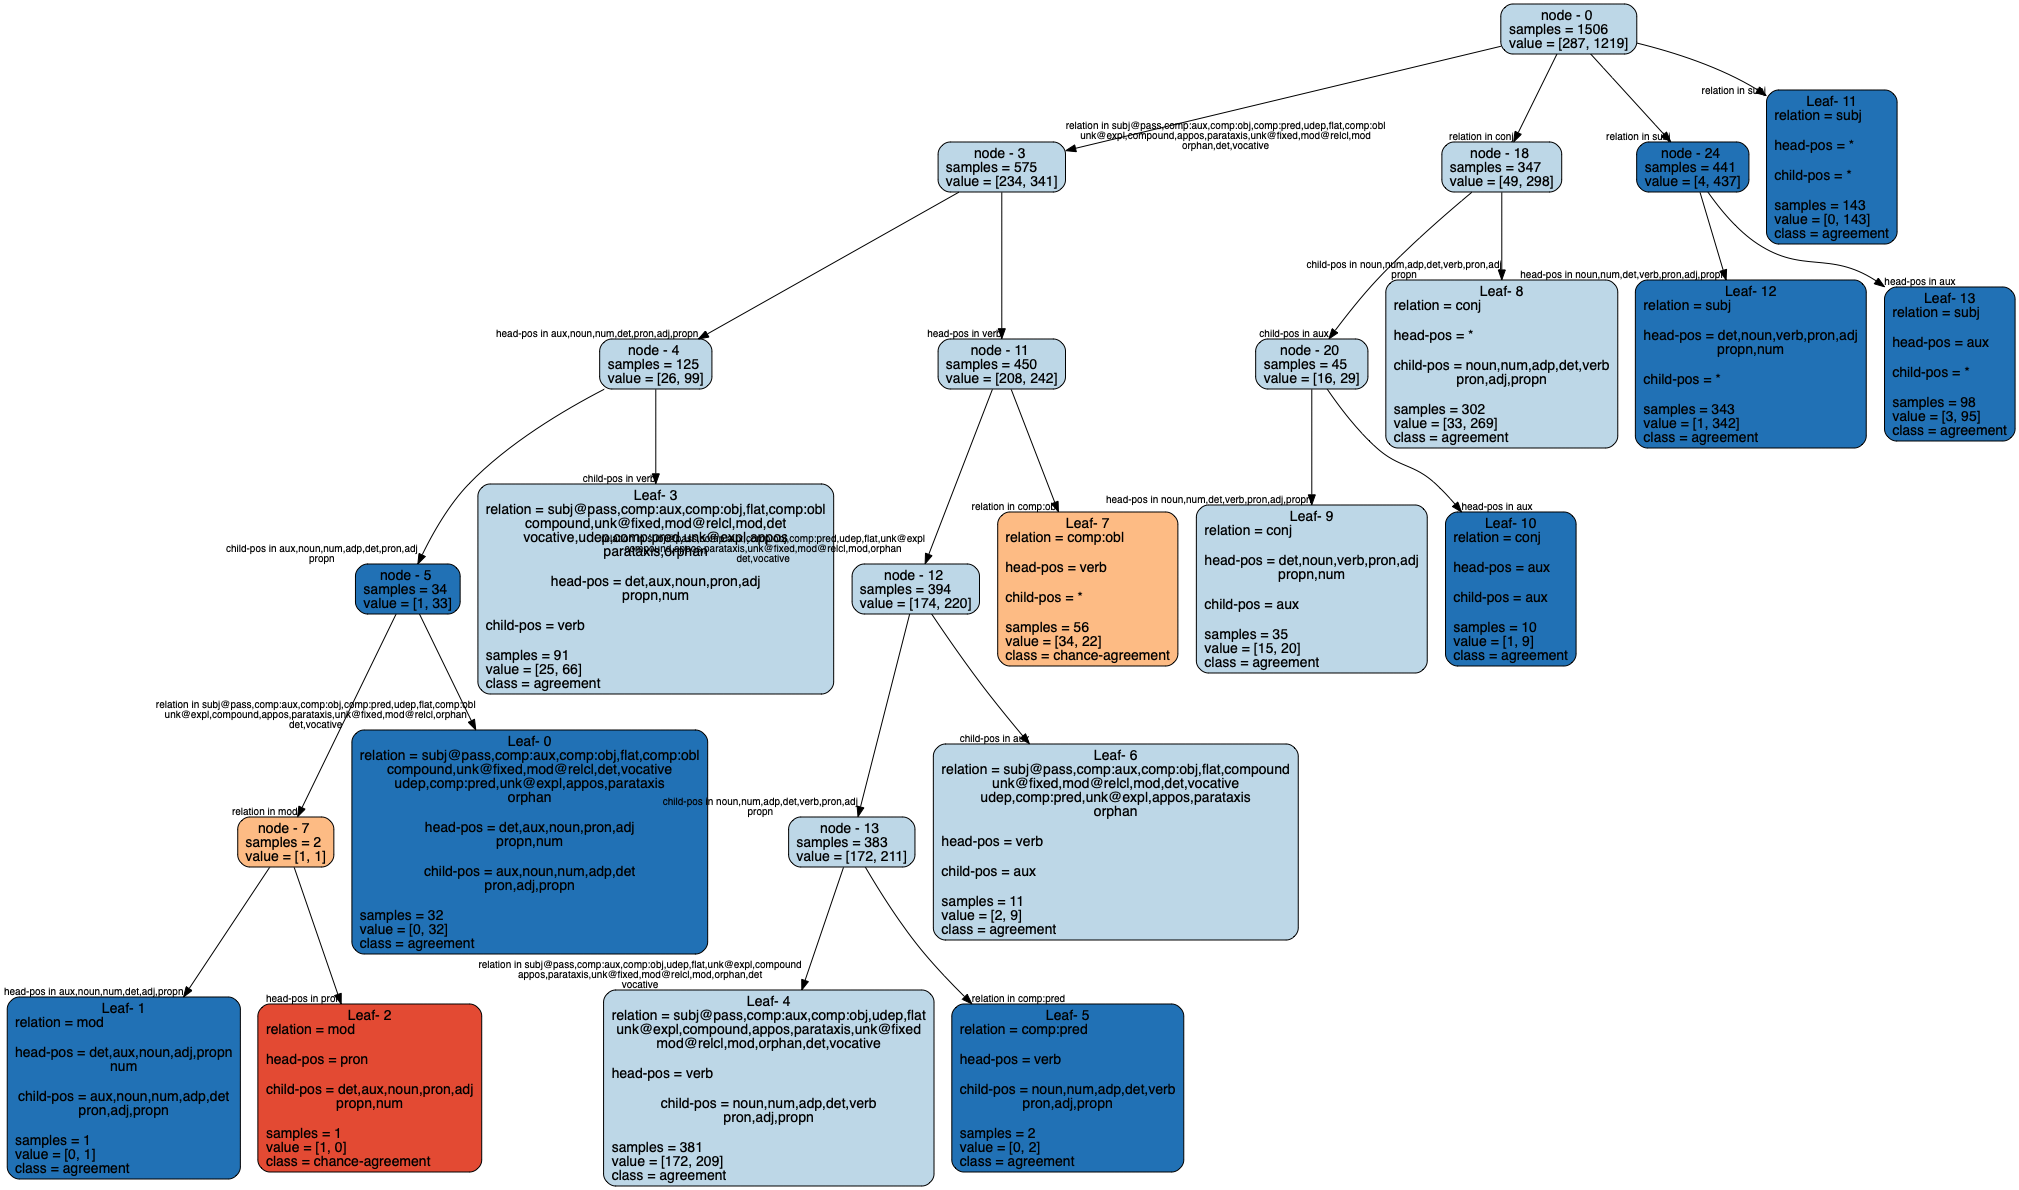 node - 0
samples = 1506
value = [287, 1219]
relation in subj
Leaf- 11
relation = subj
head-pos = *
child-pos = *
samples = 143
value = [0, 143]
class = agreement
relation in subj@pass,comp:aux,comp:obj,comp:pred,udep,flat,comp:obl
unk@expl,compound,appos,parataxis,unk@fixed,mod@relcl,mod
orphan,det,vocative
node - 3
samples = 575
value = [234, 341]
relation in conj
node - 18
samples = 347
value = [49, 298]
relation in subj
node - 24
samples = 441
value = [4, 437]
child-pos in noun,num,adp,det,verb,pron,adj
propn
Leaf- 8
relation = conj
head-pos = *
child-pos = noun,num,adp,det,verb
pron,adj,propn
samples = 302
value = [33, 269]
class = agreement
head-pos in noun,num,det,verb,pron,adj,propn
Leaf- 12
relation = subj
head-pos = det,noun,verb,pron,adj
propn,num
child-pos = *
samples = 343
value = [1, 342]
class = agreement
head-pos in aux
Leaf- 13
relation = subj
head-pos = aux
child-pos = *
samples = 98
value = [3, 95]
class = agreement
head-pos in aux,noun,num,det,pron,adj,propn
node - 4
samples = 125
value = [26, 99]
head-pos in verb
node - 11
samples = 450
value = [208, 242]
child-pos in aux
node - 20
samples = 45
value = [16, 29]
child-pos in verb
Leaf- 3
relation = subj@pass,comp:aux,comp:obj,flat,comp:obl
compound,unk@fixed,mod@relcl,mod,det
vocative,udep,comp:pred,unk@expl,appos
parataxis,orphan
head-pos = det,aux,noun,pron,adj
propn,num
child-pos = verb
samples = 91
value = [25, 66]
class = agreement
relation in comp:obl
Leaf- 7
relation = comp:obl
head-pos = verb
child-pos = *
samples = 56
value = [34, 22]
class = chance-agreement
head-pos in noun,num,det,verb,pron,adj,propn
Leaf- 9
relation = conj
head-pos = det,noun,verb,pron,adj
propn,num
child-pos = aux
samples = 35
value = [15, 20]
class = agreement
head-pos in aux
Leaf- 10
relation = conj
head-pos = aux
child-pos = aux
samples = 10
value = [1, 9]
class = agreement
child-pos in aux,noun,num,adp,det,pron,adj
propn
node - 5
samples = 34
value = [1, 33]
comp:pred,udep,flat,unk@expl
parataxis,unk@fixed,mod@relcl,mod,orphan
det,vocative
node - 12
samples = 394
value = [174, 220]
relation in subj@pass,comp:aux,comp:obj,comp:pred,udep,flat,comp:obl
unk@expl,compound,appos,parataxis,unk@fixed,mod@relcl,orphan
det,vocative
Leaf- 0
relation = subj@pass,comp:aux,comp:obj,flat,comp:obl
compound,unk@fixed,mod@relcl,det,vocative
udep,comp:pred,unk@expl,appos,parataxis
orphan
head-pos = det,aux,noun,pron,adj
propn,num
child-pos = aux,noun,num,adp,det
pron,adj,propn
samples = 32
value = [0, 32]
class = agreement
child-pos in aux
Leaf- 6
relation = subj@pass,comp:aux,comp:obj,flat,compound
unk@fixed,mod@relcl,mod,det,vocative
udep,comp:pred,unk@expl,appos,parataxis
orphan
head-pos = verb
child-pos = aux
samples = 11
value = [2, 9]
class = agreement
relation in mod
node - 7
samples = 2
value = [1, 1]
child-pos in noun,num,adp,det,verb,pron,adj
propn
node - 13
samples = 383
value = [172, 211]
head-pos in aux,noun,num,det,adj,propn
Leaf- 1
relation = mod
head-pos = det,aux,noun,adj,propn
num
child-pos = aux,noun,num,adp,det
pron,adj,propn
samples = 1
value = [0, 1]
class = agreement
head-pos in pron
Leaf- 2
relation = mod
head-pos = pron
child-pos = det,aux,noun,pron,adj
propn,num
samples = 1
value = [1, 0]
class = chance-agreement
relation in subj@pass,comp:aux,comp:obj,udep,flat,unk@expl,compound
appos,parataxis,unk@fixed,mod@relcl,mod,orphan,det
vocative
Leaf- 4
relation = subj@pass,comp:aux,comp:obj,udep,flat
unk@expl,compound,appos,parataxis,unk@fixed
mod@relcl,mod,orphan,det,vocative
head-pos = verb
child-pos = noun,num,adp,det,verb
pron,adj,propn
samples = 381
value = [172, 209]
class = agreement
relation in comp:pred
Leaf- 5
relation = comp:pred
head-pos = verb
child-pos = noun,num,adp,det,verb
pron,adj,propn
samples = 2
value = [0, 2]
class = agreement